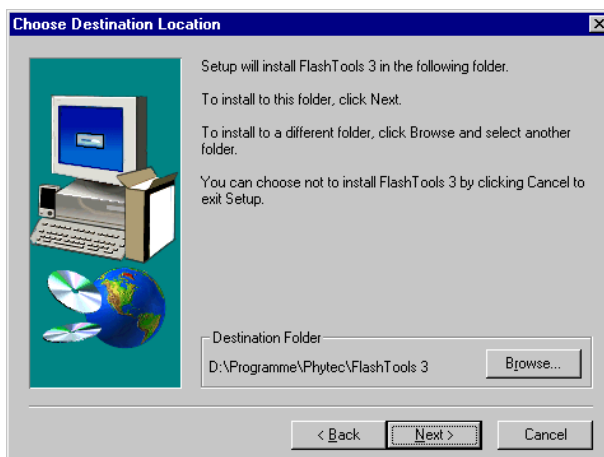 Choose Destination Location
Setup will install FlashTools 3 in the following folder.
To install to this folder, click Next.
To install to a different folder, click Browse and select another
folder.
You can choose not to install FlashTools 3 by clicking Cancel to
exit Setup.
Destination Folder
D:\Programme\Phytec\FlashTools 3
Browse...
< Back
Next >
Cancel